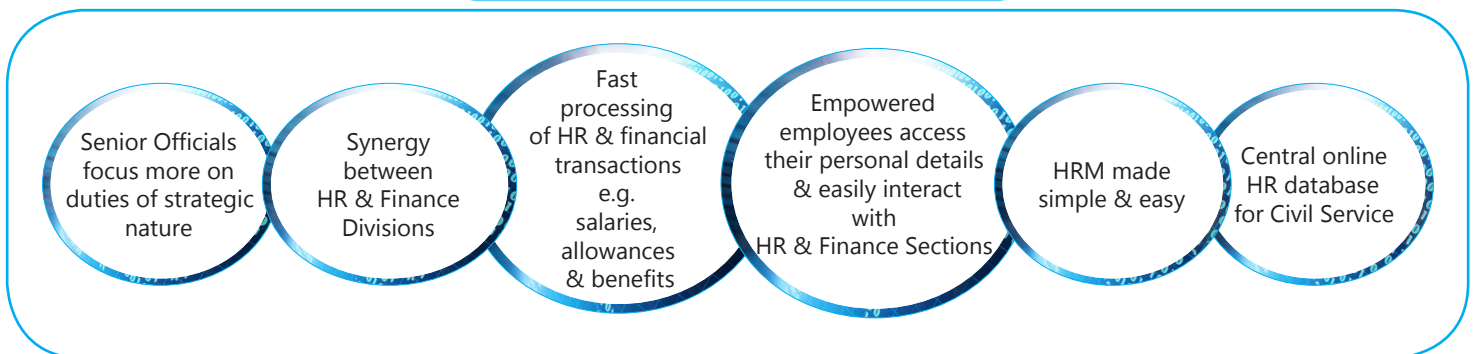 Senior Officials
focus more on
duties of strategic
nature
Synergy
between
HR & Finance
Divisions
Fast
processing
of HR & financial
transactions
e.g.
salaries,
allowances
& benefits
Empowered
employees access
their personal details
& easily interact
with
HR & Finance Sections
HRM made
simple & easy
Central online
HR database
for Civil Service